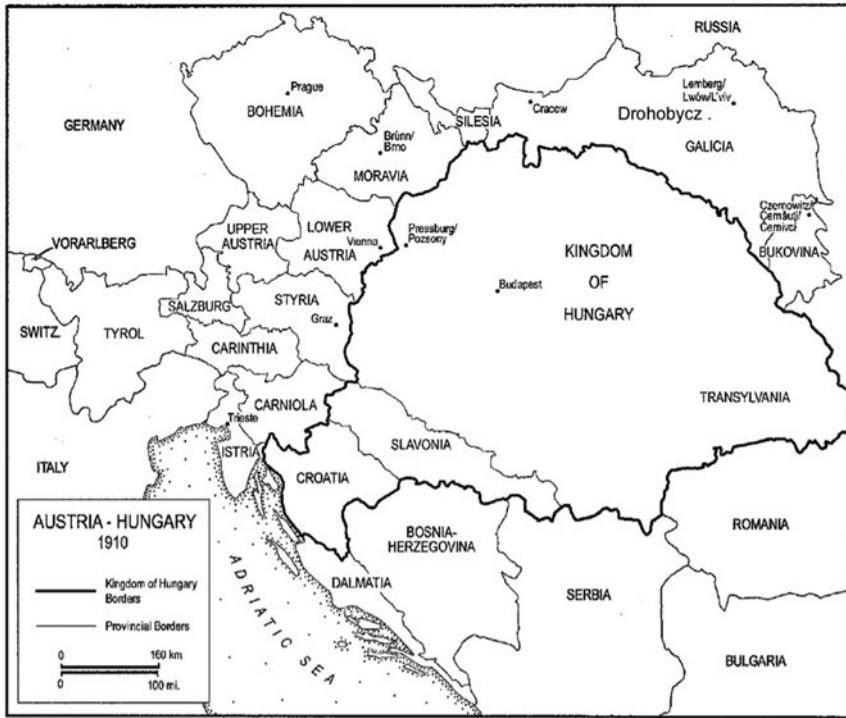 RUSSIA
Prague
BOHEMIA
GERMANY
SILESIA
Cracow
Lemberg/
Lwów/L'viv
Drohobycz .
GALICIA
Brünn/
Brno
MORAVIA
Czernowitz/
Cernăuţi/
Černivci
BUKOVINA
UPPER
AUSTRIA
LOWER
AUSTRIA
Vienna
Pressburg/
Pozsony
VORARLBERG
KINGDOM
OF
HUNGARY
Budapest
SALZBURG
STYRIA
Graz
SWITZ.
TYROL
CARINTHIA
TRANSYLVANIA
CARNIOLA
Trieste
ISTRIA
SLAVONIA
ITALY
CROATIA
BOSNIA-
HERZEGOVINA
ROMANIA
DALMATIA
SERBIA
BULGARIA
ADRIATIC SEA
AUSTRIA - HUNGARY
1910
Kingdom of Hungary
Borders
Provincial Borders
0 160 km
0 100 mi.